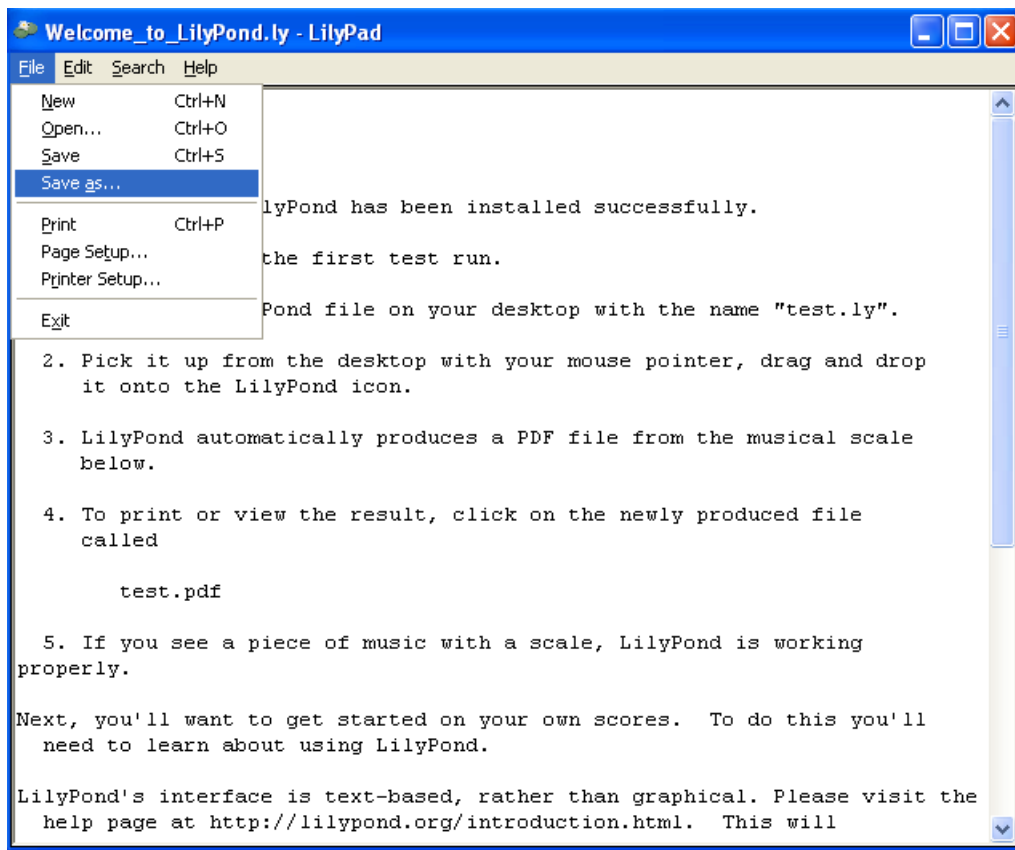 Welcome_to_LilyPond.ly - LilyPad
File Edit Search Help
New Ctrl+N
Open... Ctrl+O
Save Ctrl+S
Save as...
Print Ctrl+P
Page Setup...
Printer Setup...
Exit
lyPond has been installed successfully.
the first test run.
Pond file on your desktop with the name "test.ly".
2. Pick it up from the desktop with your mouse pointer, drag and drop
it onto the LilyPond icon.
3. LilyPond automatically produces a PDF file from the musical scale
below.
4. To print or view the result, click on the newly produced file
called
test.pdf
5. If you see a piece of music with a scale, LilyPond is working
properly.
Next, you'll want to get started on your own scores. To do this you'll
need to learn about using LilyPond.
LilyPond's interface is text-based, rather than graphical. Please visit the
help page at http://lilypond.org/introduction.html. This will